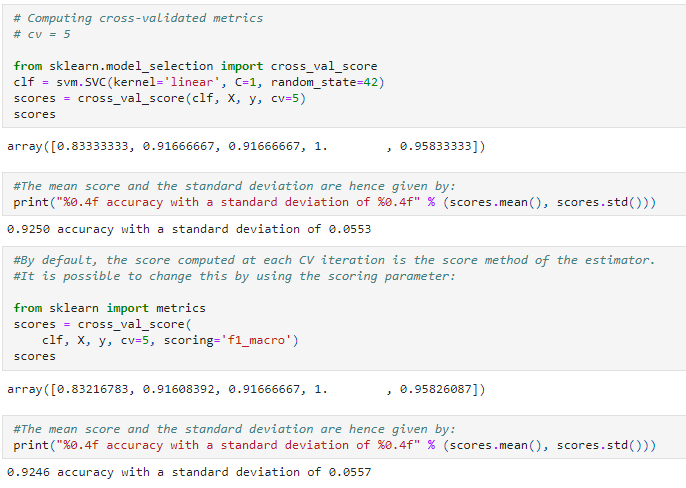 # Computing cross-validated metrics
# cv = 5
from sklearn.model_selection import cross_val_score
clf = svm.SVC(kernel='linear', C=1, random_state=42)
scores = cross_val_score(clf, X, y, cv=5)
scores
array([0.83333333, 0.91666667, 0.91666667, 1.        , 0.95833333])
#The mean score and the standard deviation are hence given by:
print("%0.4f accuracy with a standard deviation of %0.4f" % (scores.mean(), scores.std()))
0.9250 accuracy with a standard deviation of 0.0553
#By default, the score computed at each CV iteration is the score method of the estimator.
#It is possible to change this by using the scoring parameter:
from sklearn import metrics
scores = cross_val_score(
    clf, X, y, cv=5, scoring='f1_macro')
scores
array([0.83216783, 0.91608392, 0.91666667, 1.        , 0.95826087])
#The mean score and the standard deviation are hence given by:
print("%0.4f accuracy with a standard deviation of %0.4f" % (scores.mean(), scores.std()))
0.9246 accuracy with a standard deviation of 0.0557